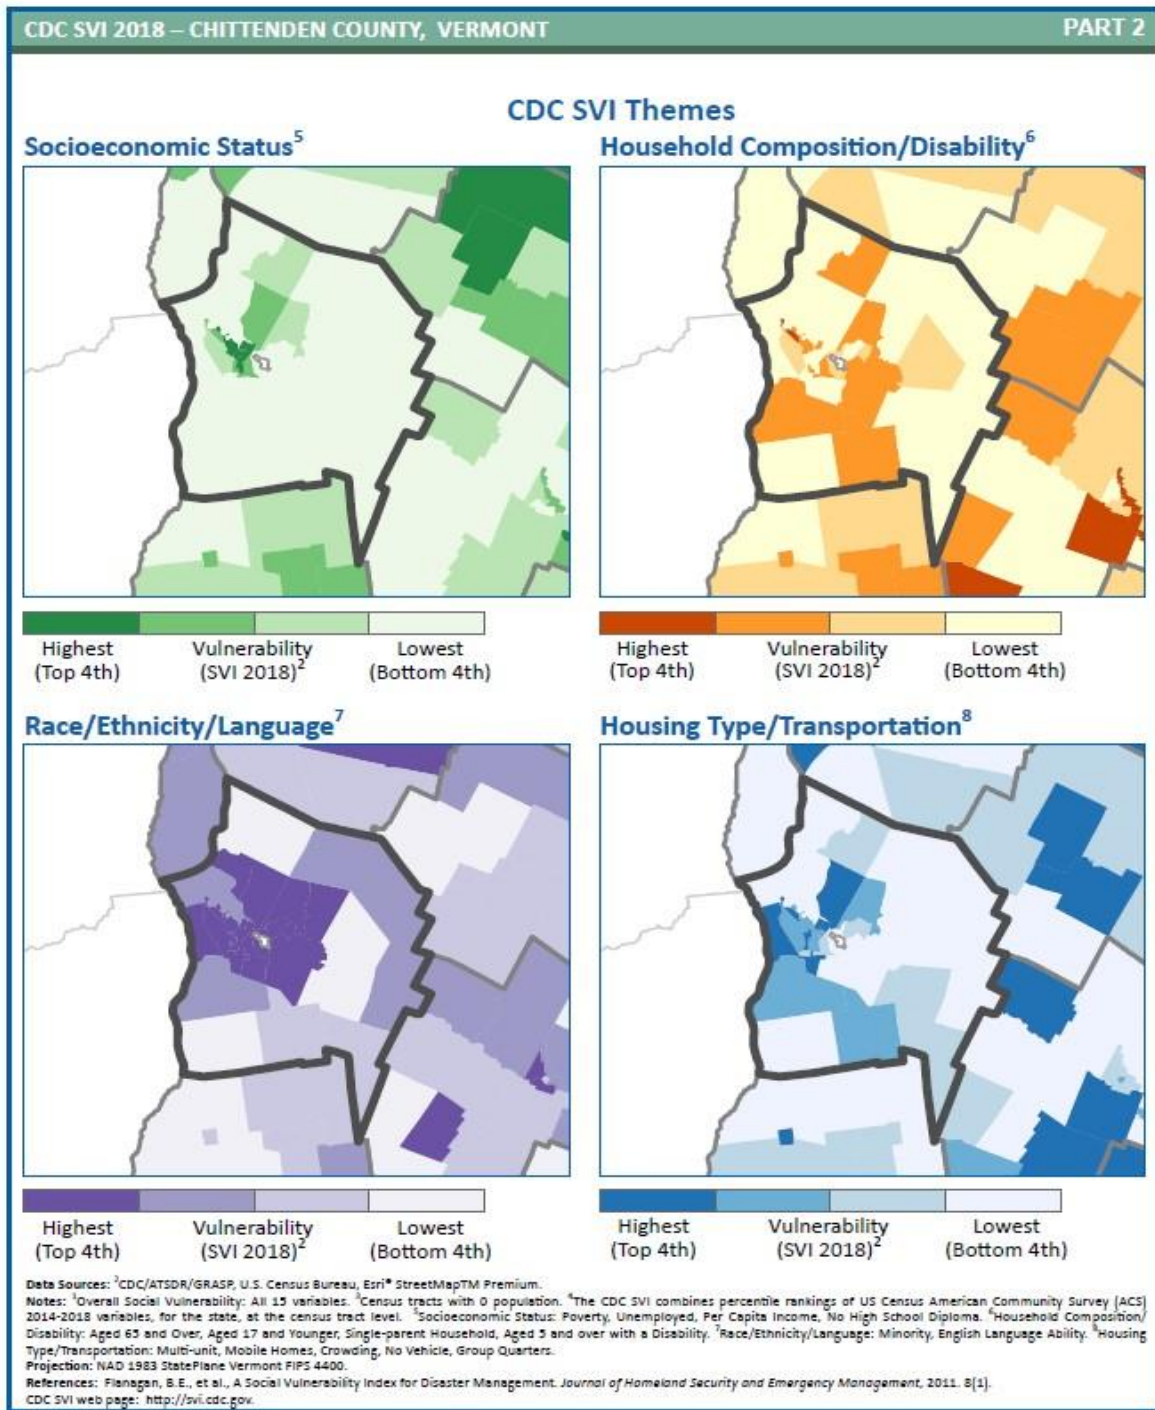 CDC SVI 2018 – CHITTENDEN COUNTY, VERMONT PART 2
CDC SVI Themes
Socioeconomic Status⁵
Household Composition/Disability⁶
Highest (Top 4th)
Vulnerability (SVI 2018)²
Lowest (Bottom 4th)
Highest (Top 4th)
Vulnerability (SVI 2018)²
Lowest (Bottom 4th)
Race/Ethnicity/Language⁷
Housing Type/Transportation⁸
Highest (Top 4th)
Vulnerability (SVI 2018)²
Lowest (Bottom 4th)
Highest (Top 4th)
Vulnerability (SVI 2018)²
Lowest (Bottom 4th)
Data Sources: ²CDC/ATSDR/GRASP, U.S. Census Bureau, Esri® StreetMapTM Premium.
Notes: ¹Overall Social Vulnerability: All 15 variables. ³Census tracts with 0 population. ⁴The CDC SVI combines percentile rankings of US Census American Community Survey (ACS)
2014-2018 variables, for the state, at the census tract level. ⁵Socioeconomic Status: Poverty, Unemployed, Per Capita Income, No High School Diploma. ⁶Household Composition/
Disability: Aged 65 and Over, Aged 17 and Younger, Single-parent Household, Aged 5 and over with a Disability. ⁷Race/Ethnicity/Language: Minority, English Language Ability. ⁸Housing
Type/Transportation: Multi-unit, Mobile Homes, Crowding, No Vehicle, Group Quarters.
Projection: NAD 1983 StatePlane Vermont FIPS 4400.
References: Flanagan, B.E., et al., A Social Vulnerability Index for Disaster Management. Journal of Homeland Security and Emergency Management, 2011. 8(1).
CDC SVI web page: http://svi.cdc.gov.